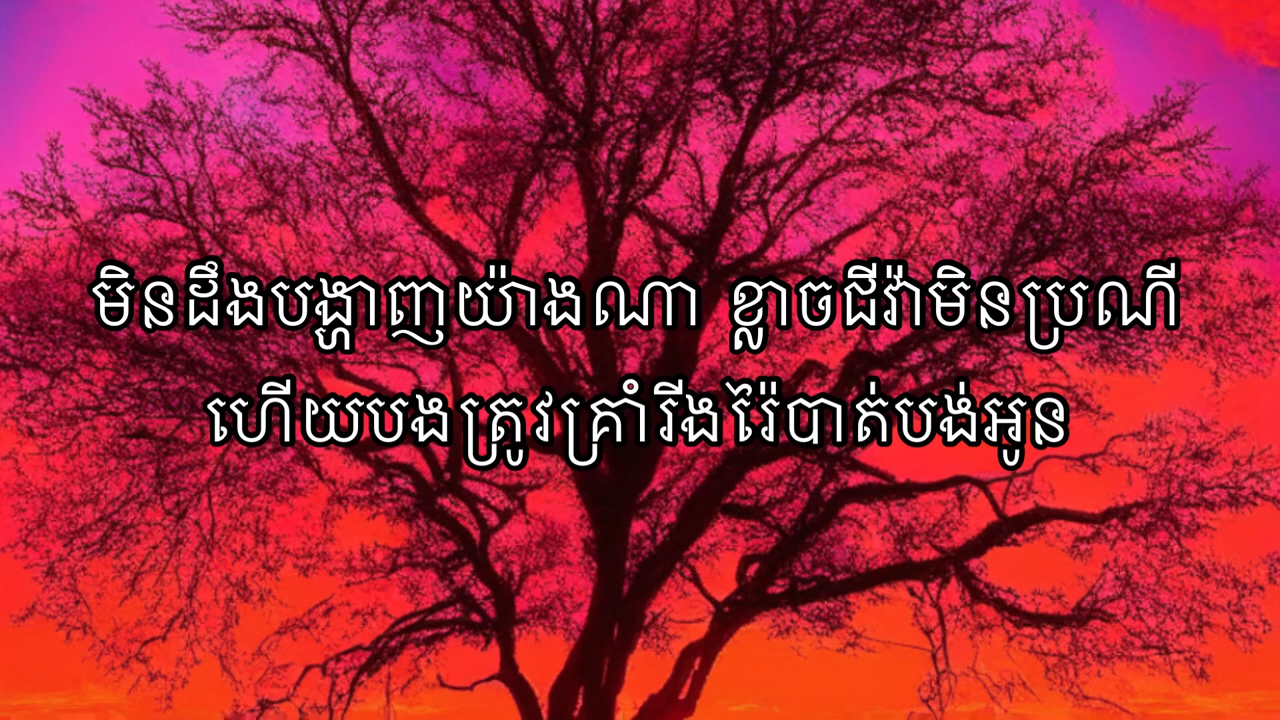 មិនដឹងបង្ហាញយ៉ាងណា ខ្លាចជីវ៉ាមិនប្រណី
ហើយបងត្រូវគ្រាំរីងរ៉ៃបាត់បង់អូន